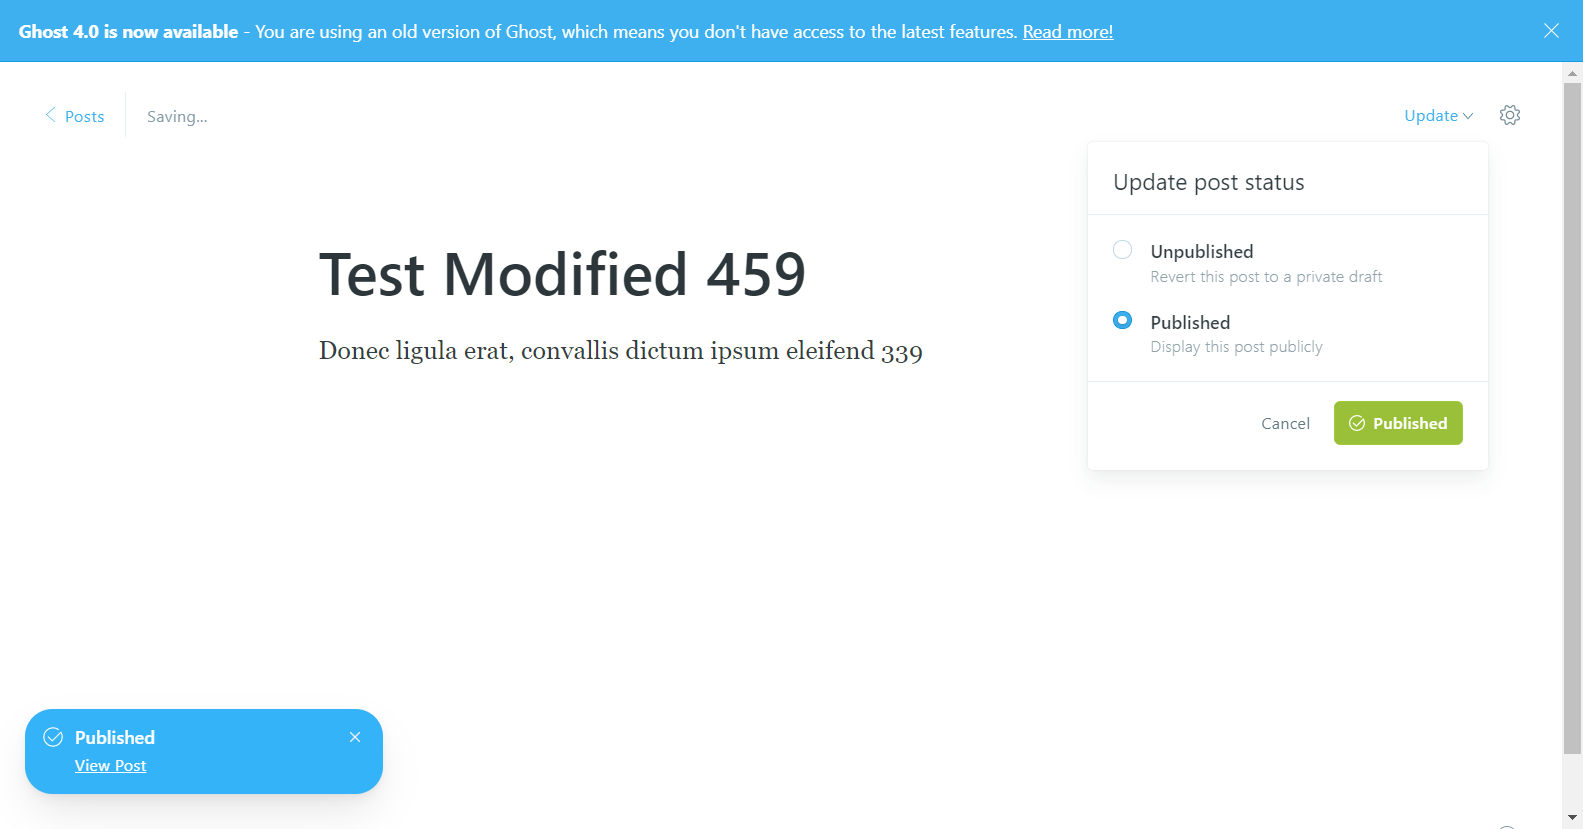 Ghost 4.0 is now available - You are using an old version of Ghost, which means you don't have access to the latest features. Read more!
Posts
Saving...
Update
Update post status
Unpublished
Revert this post to a private draft
Published
Display this post publicly
Cancel
Published
Test Modified 459
Donec ligula erat, convallis dictum ipsum eleifend 339
Published
View Post